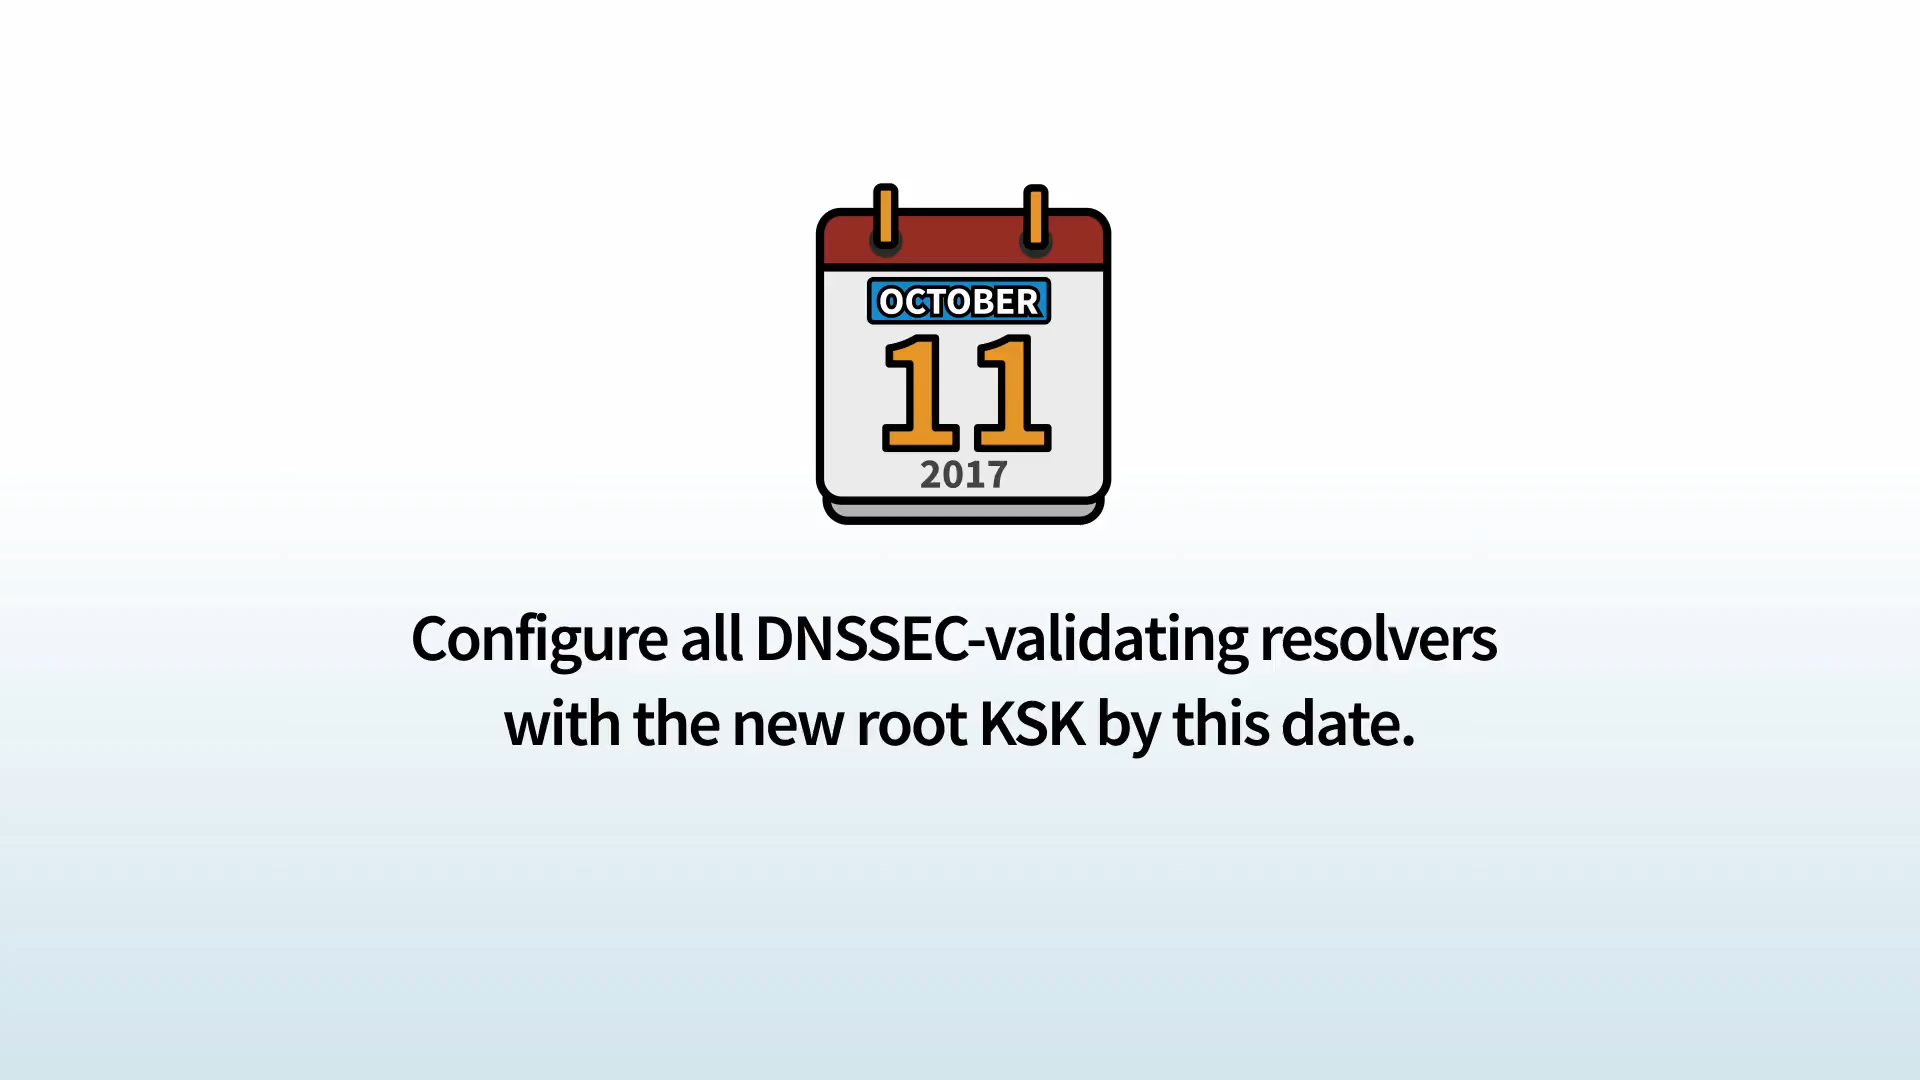 OCTOBER
11
2017
Configure all DNSSEC-validating resolvers
with the new root KSK by this date.